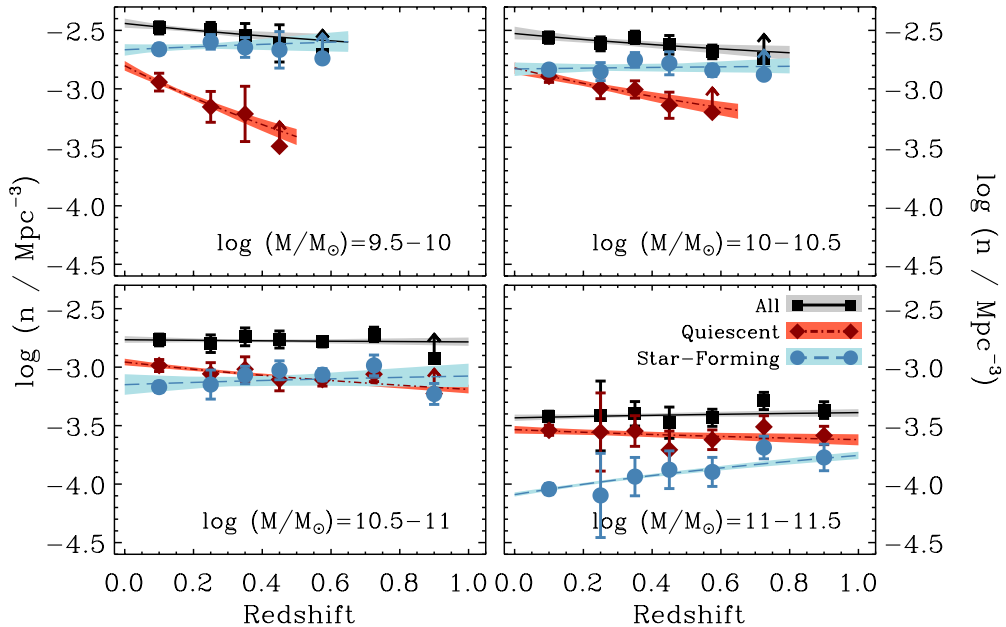 -2.5
-3.0
-3.5
-4.0
-4.5
log (M/M⊙)=9.5-10
log (M/M⊙)=10-10.5
-2.5
-3.0
-3.5
-4.0
-4.5
log (n / Mpc⁻³)
log (n / Mpc⁻³)
-2.5
-3.0
-3.5
-4.0
-4.5
log (M/M⊙)=10.5-11
All
Quiescent
Star-Forming
log (M/M⊙)=11-11.5
-2.5
-3.0
-3.5
-4.0
-4.5
0.0 0.2 0.4 0.6 0.8 1.0
0.0 0.2 0.4 0.6 0.8 1.0
Redshift
Redshift